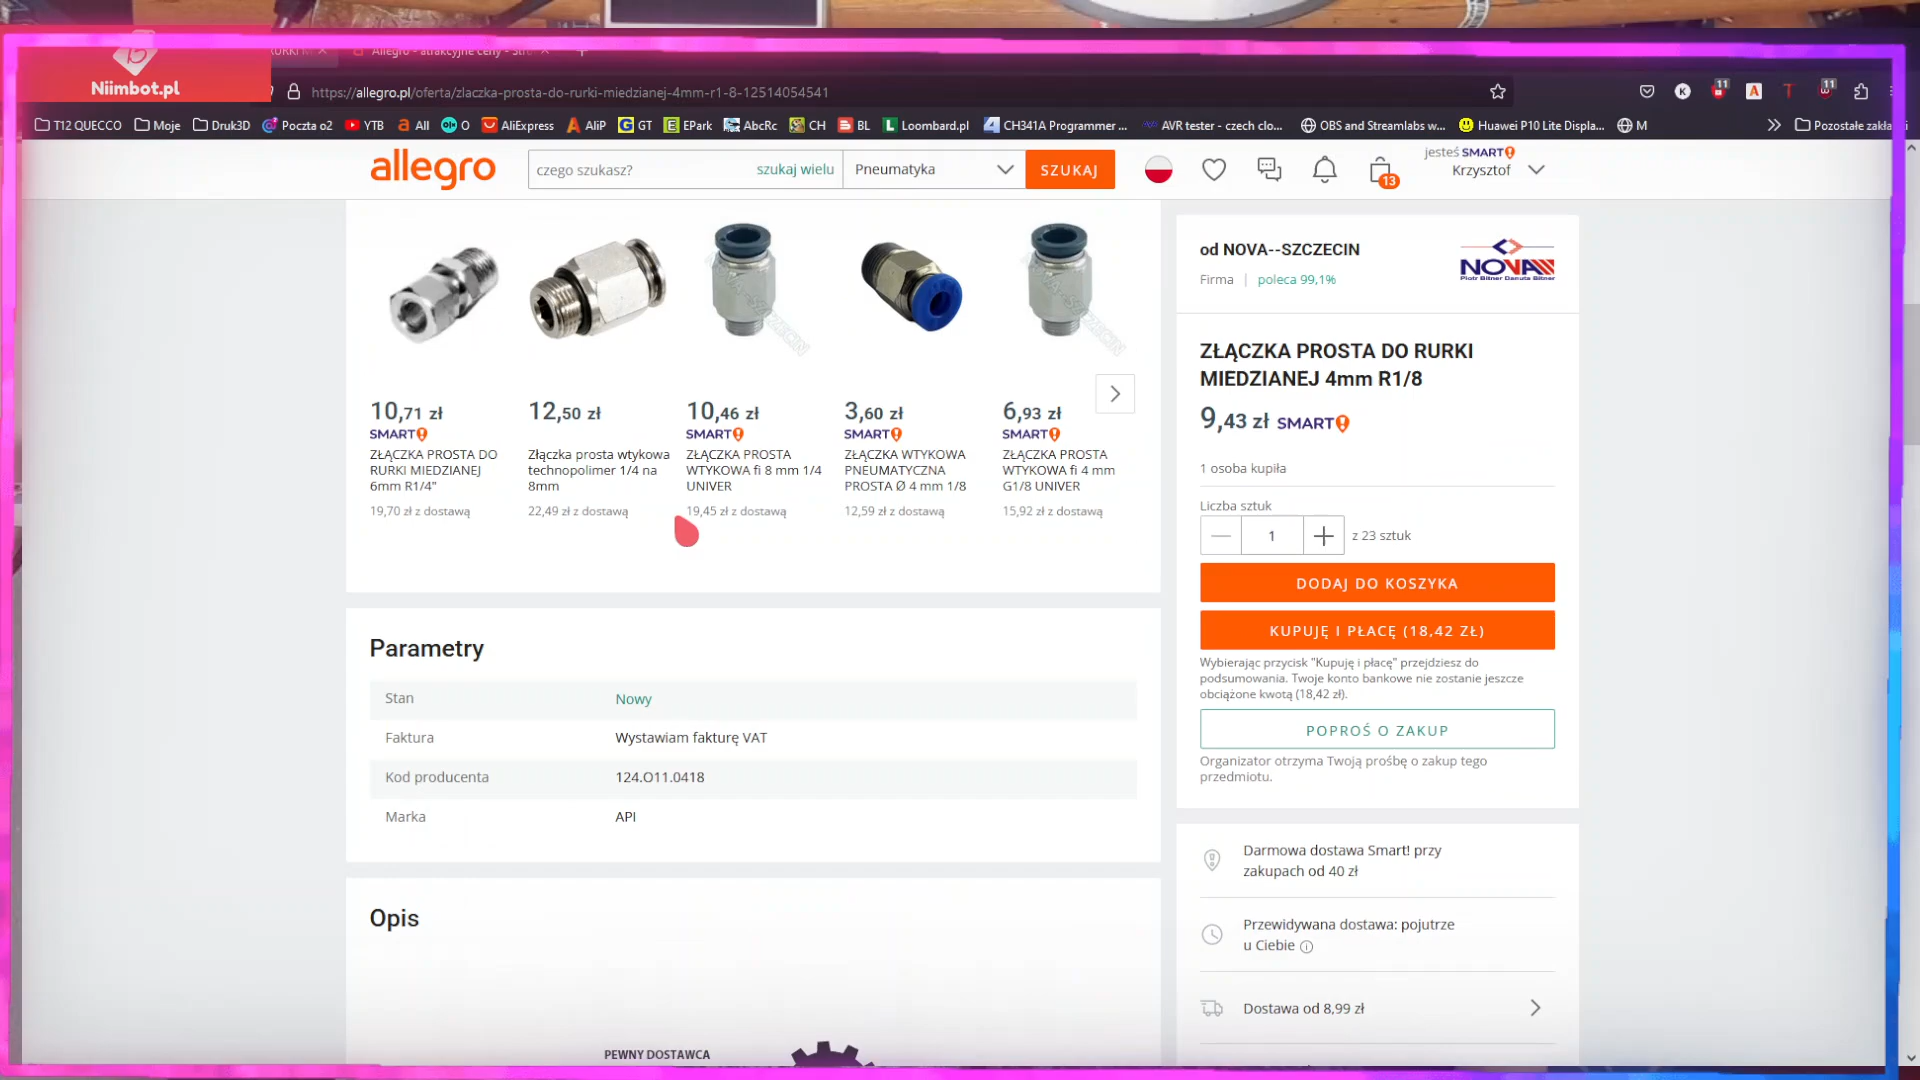 Niimbot.pl
Allegro - atrakcyjne ceny - Str
https://allegro.pl/oferta/zlaczka-prosta-do-rurki-miedzianej-4mm-r1-8-12514054541
11
K
A
T
11
T12 QUECCO
Moje
Druk3D
Poczta o2
YTB
All
O
AliExpress
AliP
GT
EPark
AbcRc
CH
BL
Loombard.pl
CH341A Programmer ...
AVR tester - czech clo...
OBS and Streamlabs w...
Huawei P10 Lite Displa...
M
allegro
czego szukasz?
szukaj wielu
Pneumatyka
SZUKAJ
13
jesteś SMART!
Krzysztof
10,71 zł
SMART!
ZŁĄCZKA PROSTA DO
RURKI MIEDZIANEJ
6mm R1/4"
19,70 zł z dostawą
12,50 zł
Złączka prosta wtykowa
technopolimer 1/4 na
8mm
22,49 zł z dostawą
10,46 zł
SMART!
ZŁĄCZKA PROSTA
WTYKOWA fi 8 mm 1/4
UNIVER
19,45 zł z dostawą
3,60 zł
SMART!
ZŁĄCZKA WTYKOWA
PNEUMATYCZNA
PROSTA Ø 4 mm 1/8
12,59 zł z dostawą
6,93 zł
SMART!
ZŁĄCZKA PROSTA
WTYKOWA fi 4 mm
G1/8 UNIVER
15,92 zł z dostawą
Parametry
Stan Nowy
Faktura Wystawiam fakturę VAT
Kod producenta 124.O11.0418
Marka API
Opis
PEWNY DOSTAWCA
od NOVA--SZCZECIN
Firma | poleca 99,1%
NOVA
Piotr Bitner Danuta Bitner
ZŁĄCZKA PROSTA DO RURKI
MIEDZIANEJ 4mm R1/8
9,43 zł SMART!
1 osoba kupiła
Liczba sztuk
— 1 + z 23 sztuk
DODAJ DO KOSZYKA
KUPUJĘ I PŁACĘ (18,42 ZŁ)
Wybierając przycisk "Kupuję i płacę" przejdziesz do
podsumowania. Twoje konto bankowe nie zostanie jeszcze
obciążone kwotą (18,42 zł).
POPROŚ O ZAKUP
Organizator otrzyma Twoją prośbę o zakup tego
przedmiotu.
Darmowa dostawa Smart! przy
zakupach od 40 zł
Przewidywana dostawa: pojutrze
u Ciebie
Dostawa od 8,99 zł